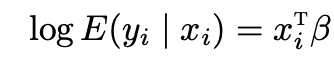 log E(yᵢ | xᵢ) = xᵢᵀβ